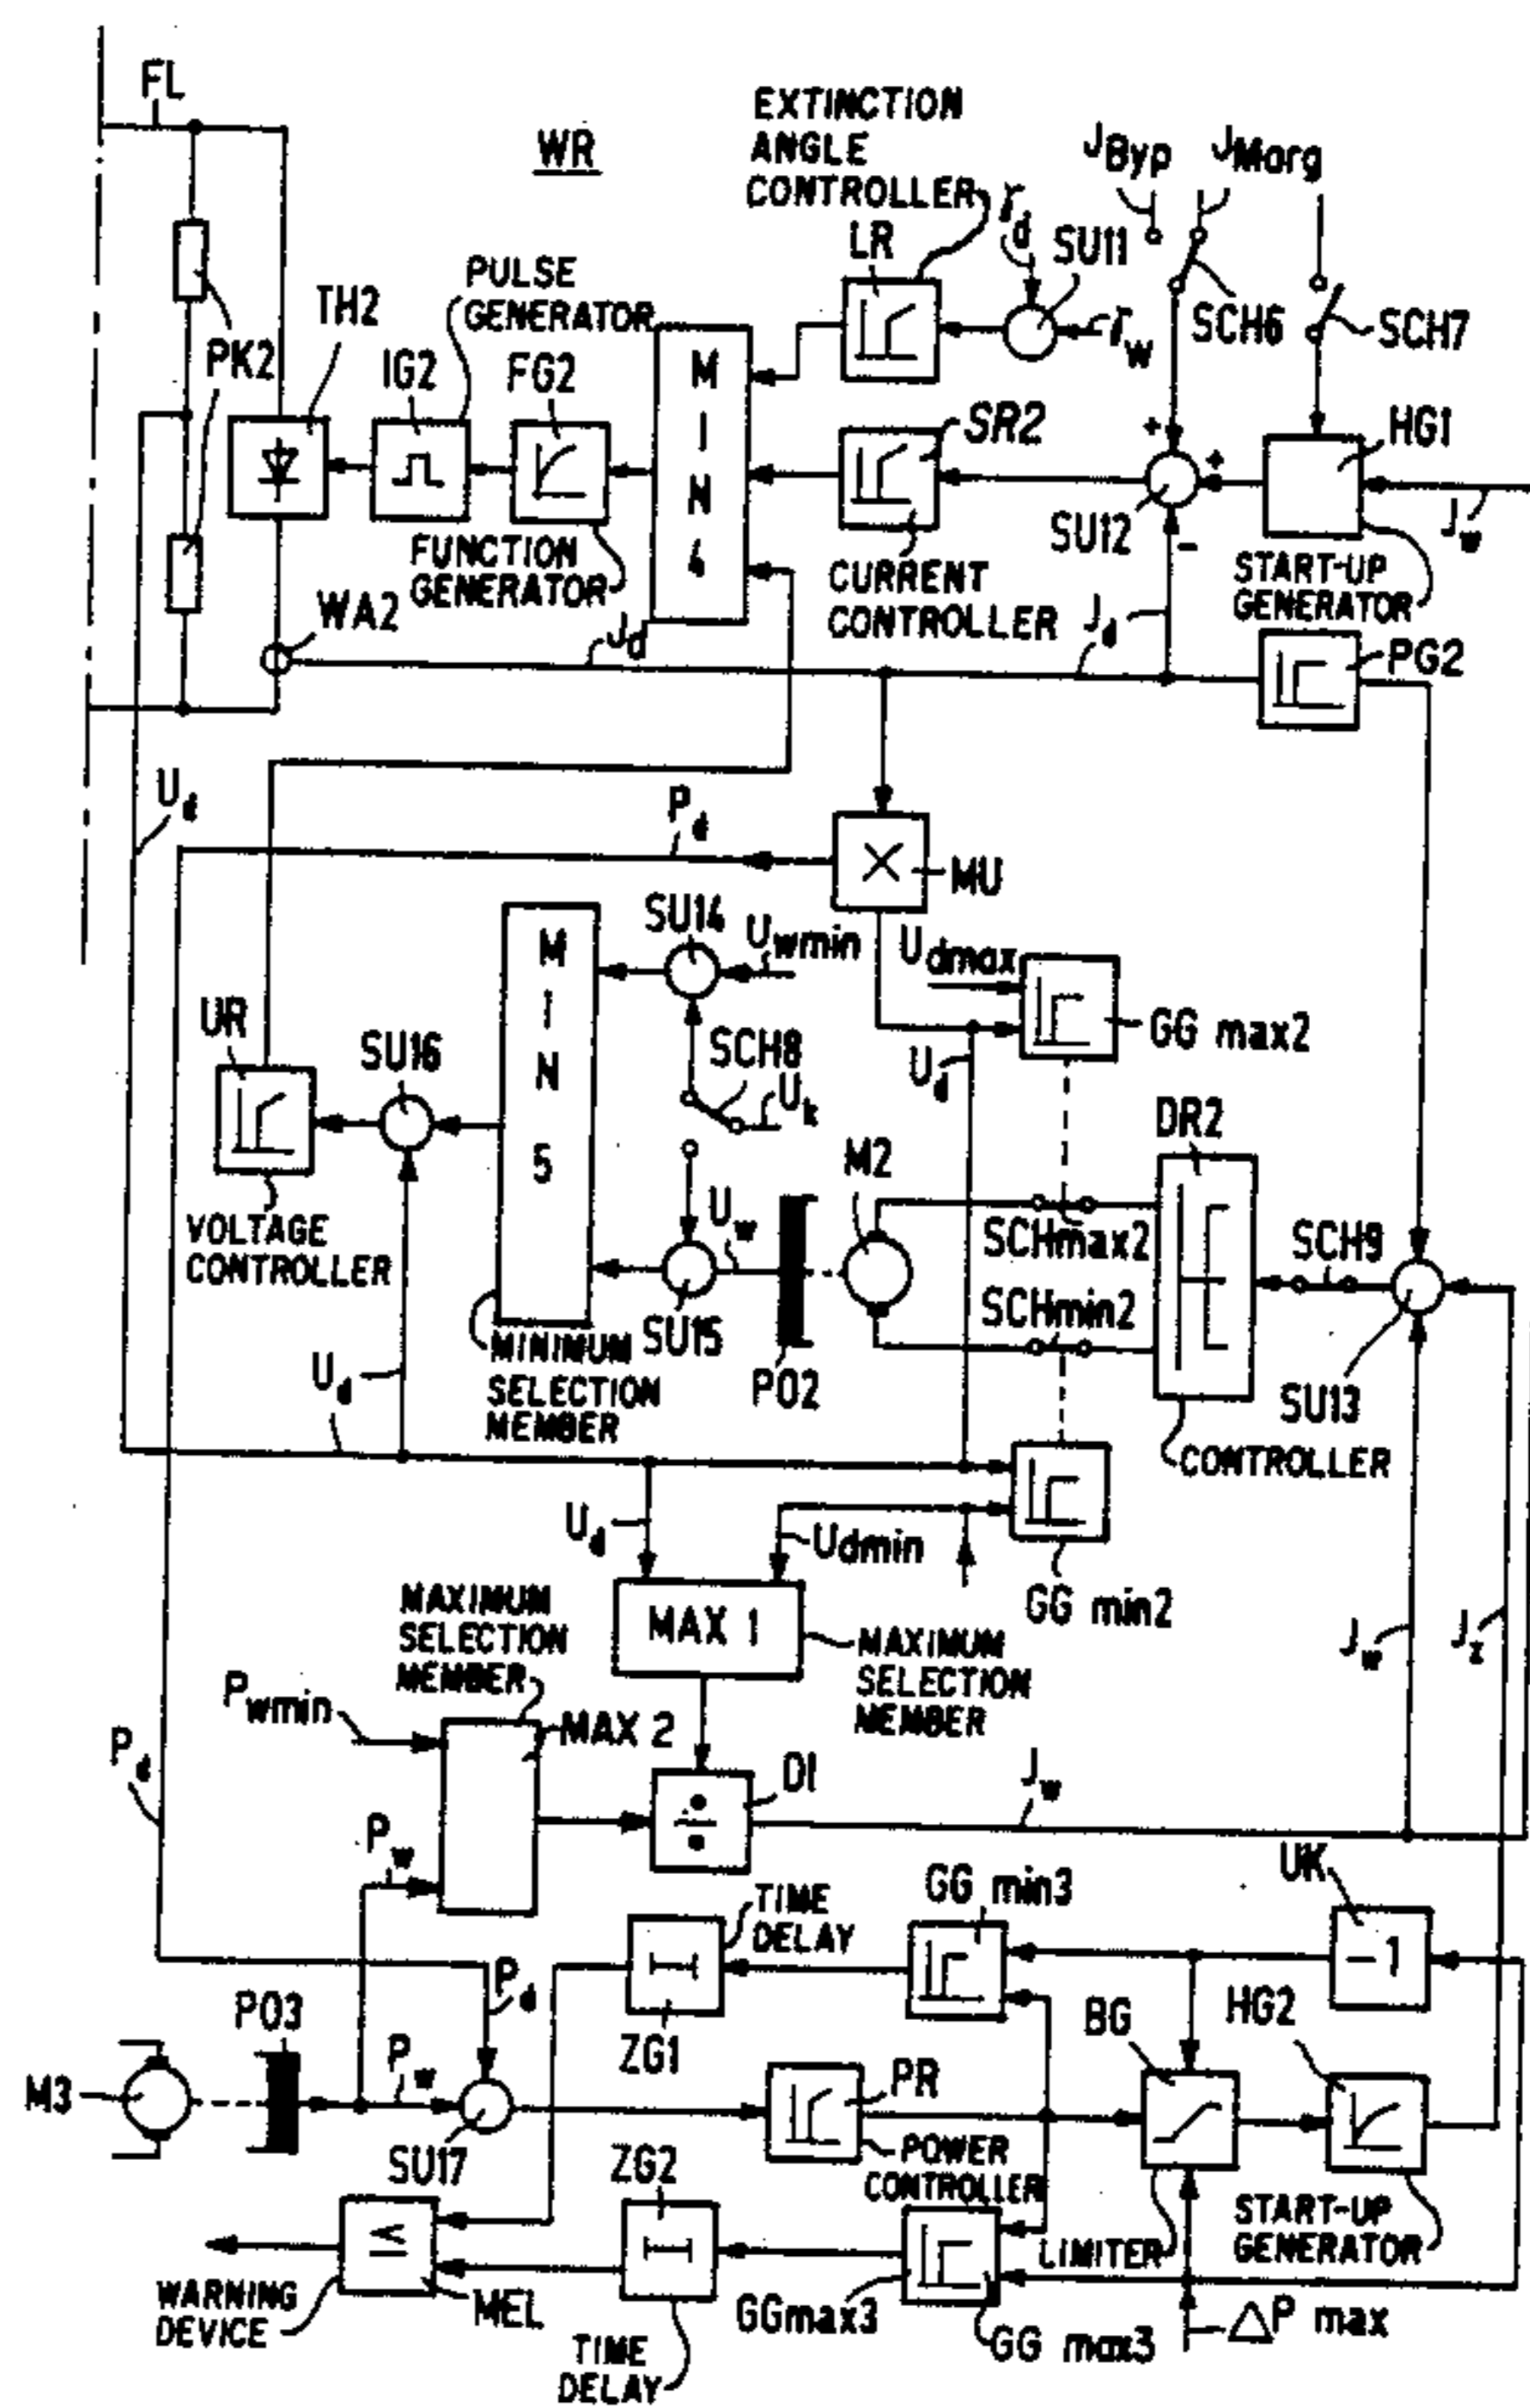 FL
WR
EXTINCTION
ANGLE
CONTROLLER
LR
γd
SU11
γw
JByp
JMarg
SCH6
SCH7
PULSE
GENERATOR
TH2
PK2
IG2
FG2
MIN4
SR2
HG1
SU12
+
+
-
Jw
FUNCTION
GENERATOR
CURRENT
CONTROLLER
START-UP
GENERATOR
WA2
Jd
Jd
PG2
Ud
Pd
×
MU
SU14
Uwmin
Udmax
GG max2
UR
SU16
MIN5
SCH8
Uk
Ud
DR2
M2
VOLTAGE
CONTROLLER
Uw
SCHmax2
SCH9
SCHmin2
SU15
PO2
SU13
MINIMUM
SELECTION
MEMBER
Ud
Ud
CONTROLLER
Ud
Udmin
GG min2
MAX 1
MAXIMUM
SELECTION
MEMBER
MAXIMUM
SELECTION
MEMBER
Pwmin
MAX 2
Pd
DI
÷
Jw
Jw
Jz
Pw
TIME
DELAY
GG min3
UK
-1
Pd
ZG1
BG
HG2
PO3
M3
Pw
SU17
PR
POWER
CONTROLLER
ZG2
LIMITER
START-UP
GENERATOR
≤
WARNING
DEVICE
MEL
GGmax3
GG max3
ΔP max
TIME
DELAY